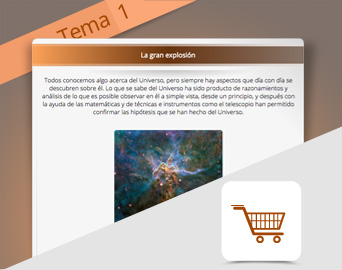 Tema 1
La gran explosión
Todos conocemos algo acerca del Universo, pero siempre hay aspectos que día con día se
descubren sobre él. Lo que se sabe del Universo ha sido producto de razonamientos y
análisis de lo que es posible observar en él a simple vista, desde un principio, y después con
la ayuda de las matemáticas y de técnicas e instrumentos como el telescopio han permitido
confirmar las hipótesis que se han hecho del Universo.